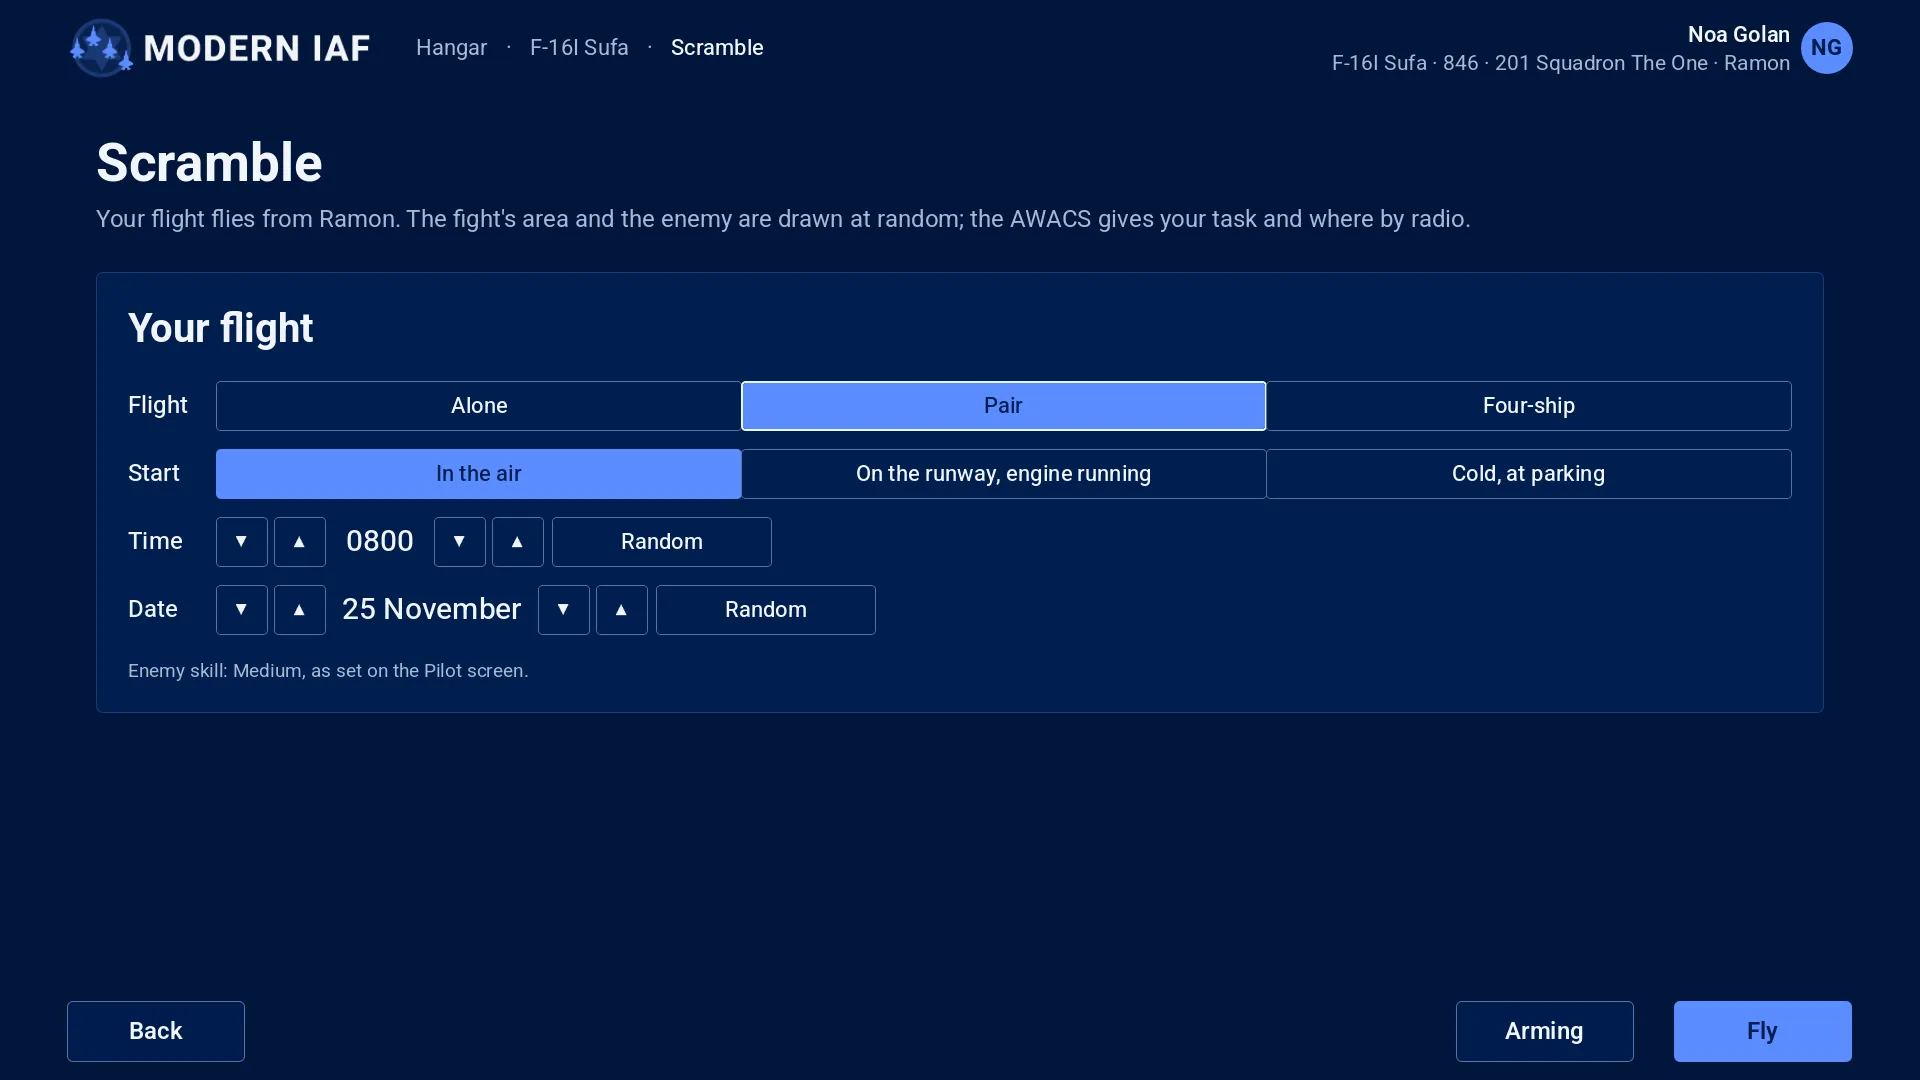 MODERN IAF
Hangar · F-16I Sufa · Scramble
Noa Golan
F-16I Sufa · 846 · 201 Squadron The One · Ramon
NG
Scramble
Your flight flies from Ramon. The fight's area and the enemy are drawn at random; the AWACS gives your task and where by radio.
Your flight
Flight Alone Pair Four-ship
Start In the air On the runway, engine running Cold, at parking
Time ▼ ▲ 0800 ▼ ▲ Random
Date ▼ ▲ 25 November ▼ ▲ Random
Enemy skill: Medium, as set on the Pilot screen.
Back Arming Fly